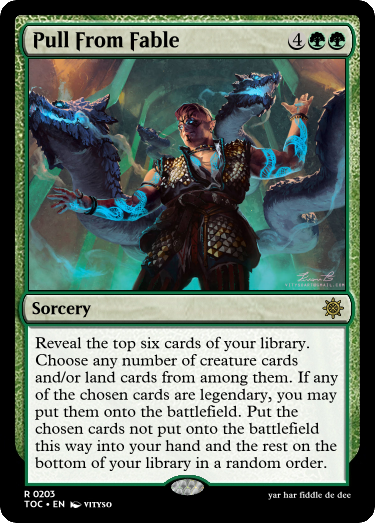 Pull From Fable 4
Sorcery
Reveal the top six cards of your library.
Choose any number of creature cards
and/or land cards from among them. If any
of the chosen cards are legendary, you may
put them onto the battlefield. Put the
chosen cards not put onto the battlefield
this way into your hand and the rest on the
bottom of your library in a random order.
R 0203
TOC • EN VITYSO
yar har fiddle de dee